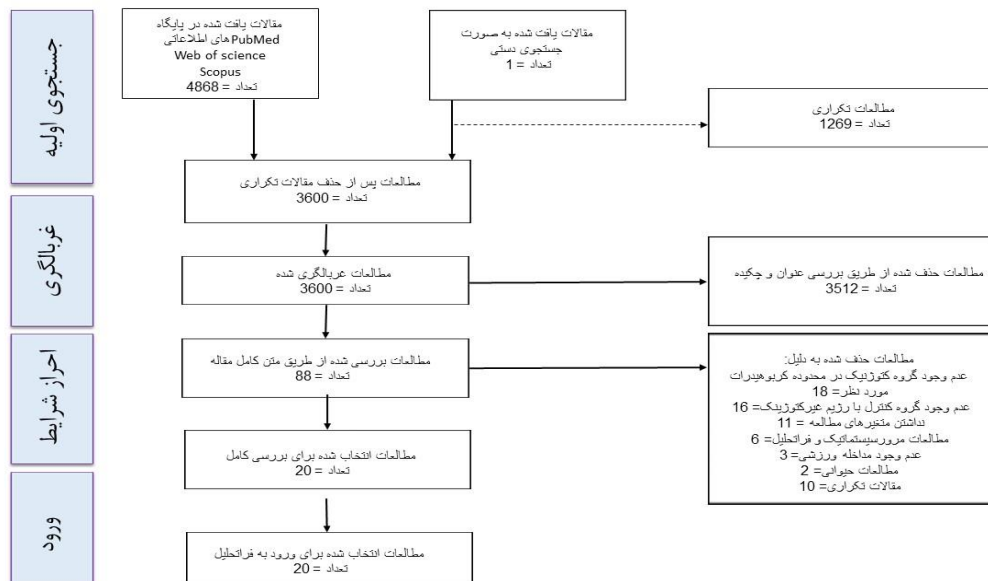 جستجوی اولیه
مقالات یافت شده در پایگاه
های اطلاعاتی PubMed
Web of science
Scopus
تعداد = 4868
مقالات یافت شده به صورت
جستجوی دستی
تعداد = 1
مطالعات تکراری
تعداد = 1269
مطالعات پس از حذف مقالات تکراری
تعداد = 3600
غربالگری
مطالعات غربالگری شده
تعداد = 3600
مطالعات حذف شده از طریق بررسی عنوان و چکیده
تعداد = 3512
احراز شرایط
مطالعات بررسی شده از طریق متن کامل مقاله
تعداد = 88
مطالعات حذف شده به دلیل:
عدم وجود گروه کتوژنیک در محدوده کربوهیدرات
مورد نظر= 18
عدم وجود گروه کنترل با رژیم غیرکتوژینک= 16
نداشتن متغیرهای مطالعه = 11
مطالعات مرورسیستماتیک و فراتحلیل= 6
عدم وجود مداخله ورزشی= 3
مطالعات حیوانی= 2
مقالات تکراری= 10
مطالعات انتخاب شده برای بررسی کامل
تعداد = 20
ورود
مطالعات انتخاب شده برای ورود به فراتحلیل
تعداد = 20